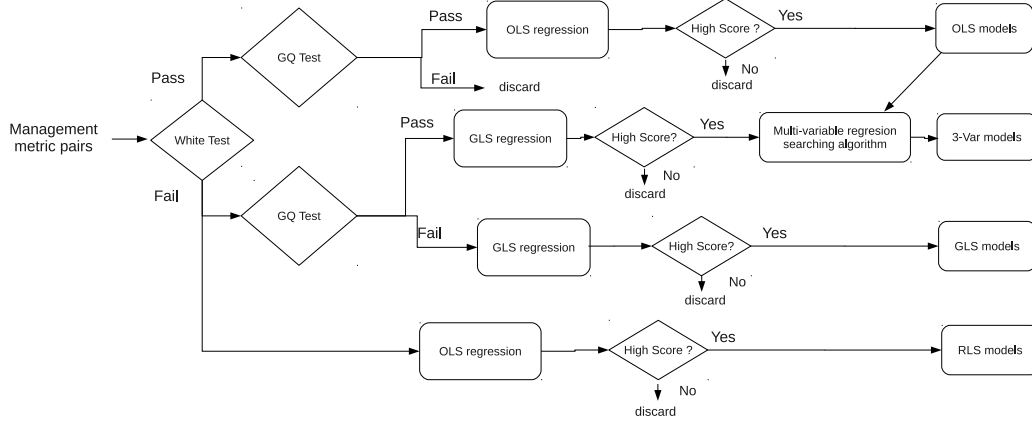 Pass
OLS regression
High Score ?
Yes
OLS models
GQ Test
No
discard
Fail
discard
Pass
Management
metric pairs
White Test
Pass
GLS regression
High Score?
Yes
Multi-variable regresion
searching algorithm
3-Var models
No
discard
Fail
GQ Test
Fail
GLS regression
High Score?
Yes
GLS models
No
discard
OLS regression
High Score ?
Yes
RLS models
No
discard